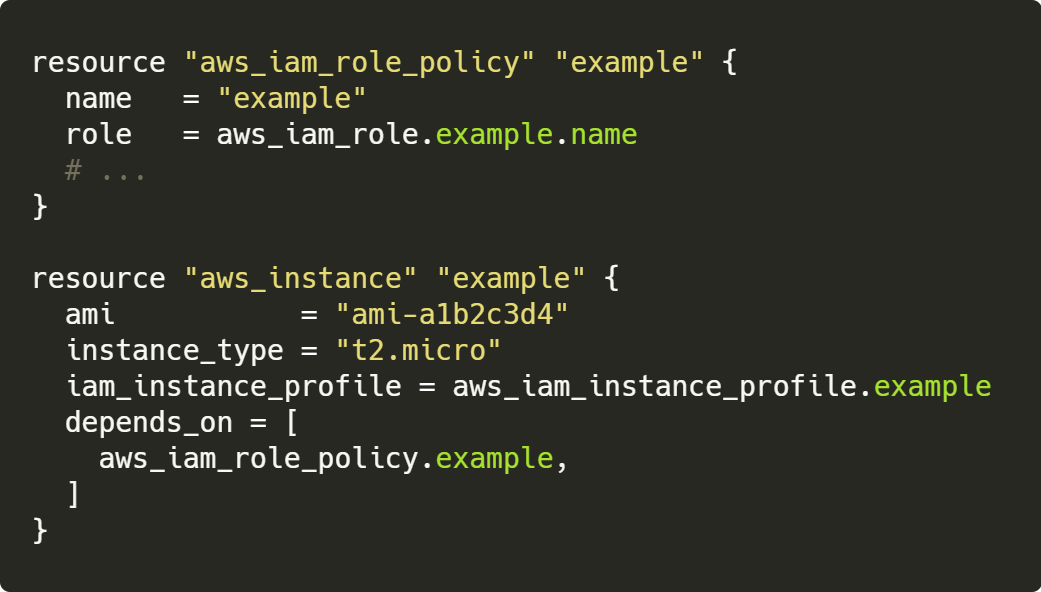 resource "aws_iam_role_policy" "example" {
  name   = "example"
  role   = aws_iam_role.example.name
  # ...
}

resource "aws_instance" "example" {
  ami           = "ami-a1b2c3d4"
  instance_type = "t2.micro"
  iam_instance_profile = aws_iam_instance_profile.example
  depends_on = [
    aws_iam_role_policy.example,
  ]
}